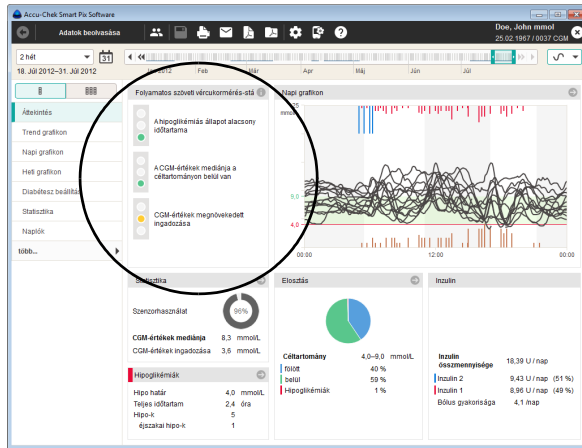 Accu-Chek Smart Pix Software
Adatok beolvasása
Doe, John mmol
25.02.1967 / 0037 CGM
2 hét
31
18. Júl 2012–31. Júl 2012
2012
Feb
Már
Apr
Máj
Jún
Júl
Áttekintés
Trend grafikon
Napi grafikon
Heti grafikon
Diabétesz beállítás
Statisztika
Naplók
több...
Folyamatos szöveti vércukormérés-stá
A hipoglikémiás állapot alacsony
időtartama
A CGM-értékek mediánja a
céltartományon belül van
CGM-értékek megnövekedett
ingadozása
Napi grafikon
mmol
9,0
4,0
00:00
12:00
00:00
Statisztika
Szenzorhasználat
96%
CGM-értékek mediánja 8,3 mmol/L
CGM-értékek ingadozása 3,6 mmol/L
Hipoglikémiák
Hipo határ 4,0 mmol/L
Teljes időtartam 2,4 óra
Hipo-k 5
éjszakai hipo-k 1
Elosztás
Céltartomány 4,0–9,0 mmol/L
fölött 40 %
belül 59 %
Hipoglikémiák 1 %
Inzulin
Inzulin
összmennyisége 18,39 U / nap
Inzulin 2 9,43 U / nap (51 %)
Inzulin 1 8,96 U / nap (49 %)
Bólus gyakorisága 4,1 /nap